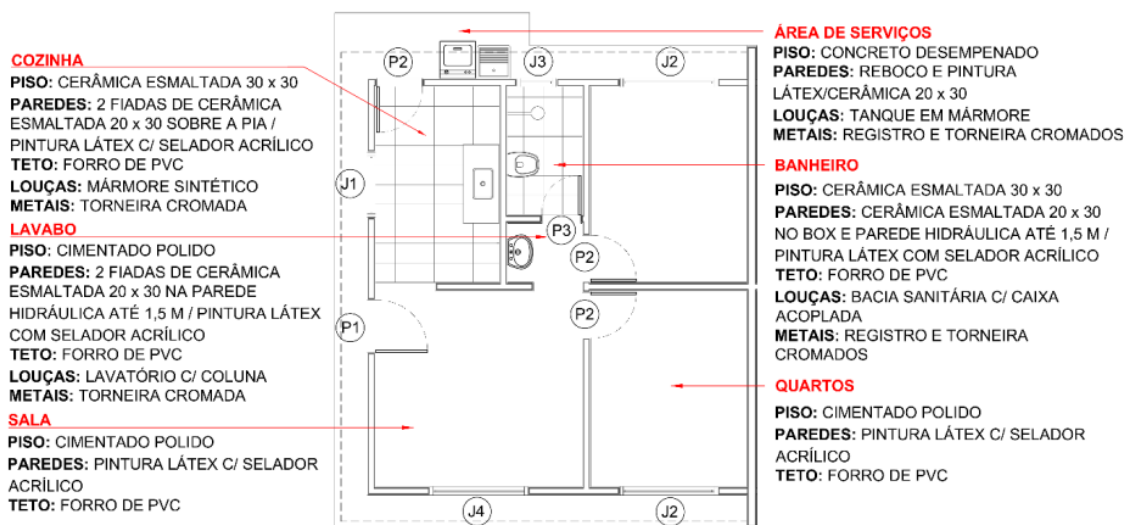 COZINHA
PISO: CERÂMICA ESMALTADA 30 x 30
PAREDES: 2 FIADAS DE CERÂMICA
ESMALTADA 20 x 30 SOBRE A PIA /
PINTURA LÁTEX C/ SELADOR ACRÍLICO
TETO: FORRO DE PVC
LOUÇAS: MÁRMORE SINTÉTICO
METAIS: TORNEIRA CROMADA
LAVABO
PISO: CIMENTADO POLIDO
PAREDES: 2 FIADAS DE CERÂMICA
ESMALTADA 20 x 30 NA PAREDE
HIDRÁULICA ATÉ 1,5 M / PINTURA LÁTEX
COM SELADOR ACRÍLICO
TETO: FORRO DE PVC
LOUÇAS: LAVATÓRIO C/ COLUNA
METAIS: TORNEIRA CROMADA
SALA
PISO: CIMENTADO POLIDO
PAREDES: PINTURA LÁTEX C/ SELADOR
ACRÍLICO
TETO: FORRO DE PVC
P2
J3
J2
J1
P3
P2
P1
P2
J4
J2
ÁREA DE SERVIÇOS
PISO: CONCRETO DESEMPENADO
PAREDES: REBOCO E PINTURA
LÁTEX/CERÂMICA 20 x 30
LOUÇAS: TANQUE EM MÁRMORE
METAIS: REGISTRO E TORNEIRA CROMADOS
BANHEIRO
PISO: CERÂMICA ESMALTADA 30 x 30
PAREDES: CERÂMICA ESMALTADA 20 x 30
NO BOX E PAREDE HIDRÁULICA ATÉ 1,5 M /
PINTURA LÁTEX COM SELADOR ACRÍLICO
TETO: FORRO DE PVC
LOUÇAS: BACIA SANITÁRIA C/ CAIXA
ACOPLADA
METAIS: REGISTRO E TORNEIRA
CROMADOS
QUARTOS
PISO: CIMENTADO POLIDO
PAREDES: PINTURA LÁTEX C/ SELADOR
ACRÍLICO
TETO: FORRO DE PVC